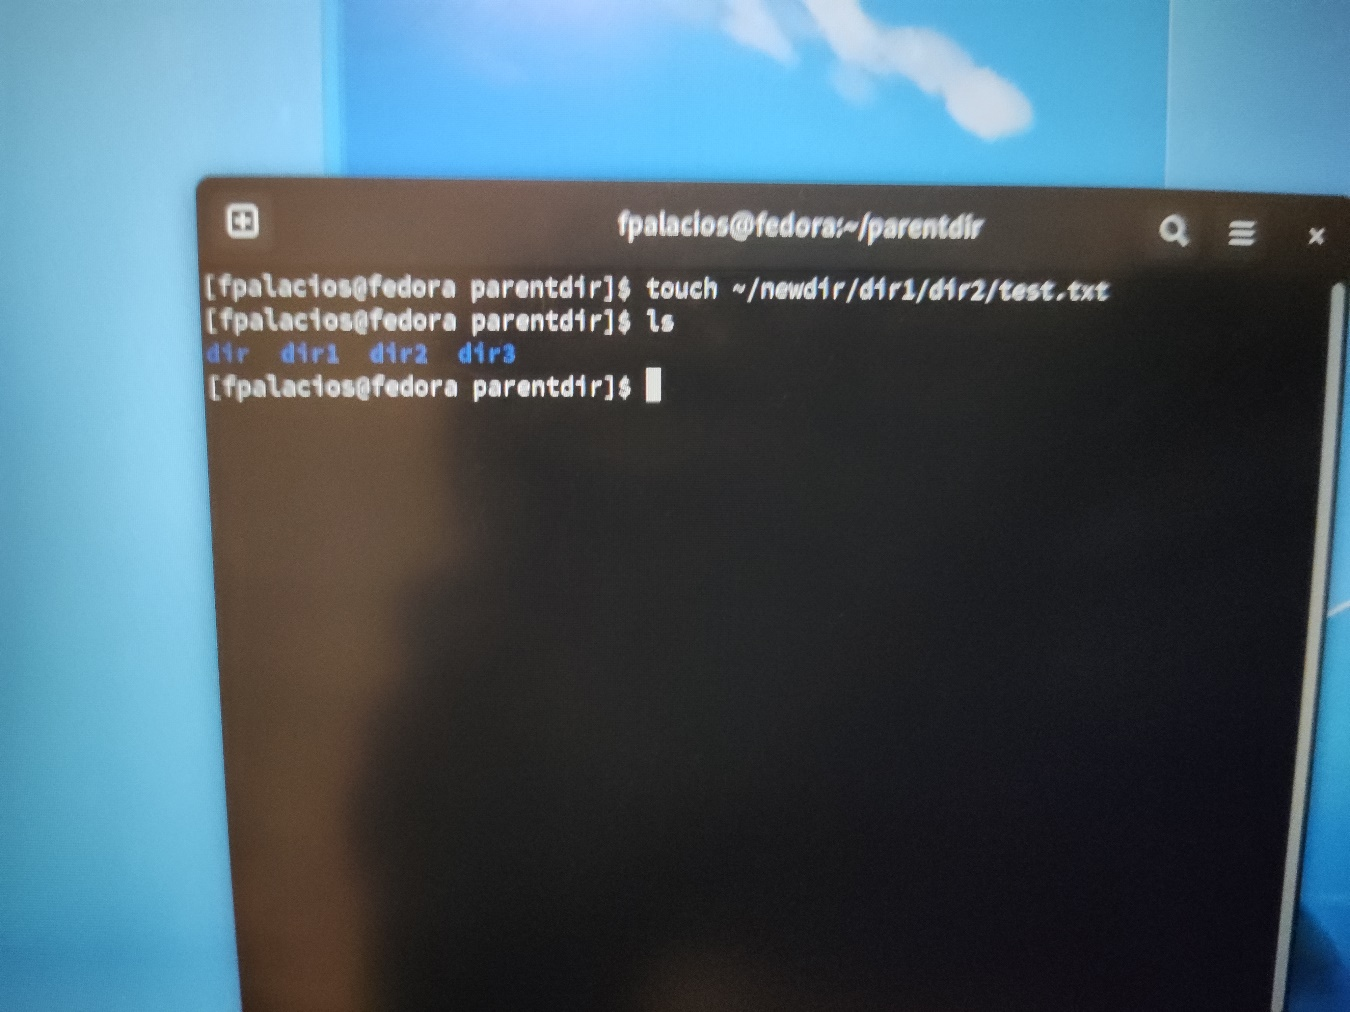 fpalacios@fedora:~/parentdir
[fpalacios@fedora parentdir]$ touch ~/newdir/dir1/dir2/test.txt
[fpalacios@fedora parentdir]$ ls
dir  dir1  dir2  dir3
[fpalacios@fedora parentdir]$